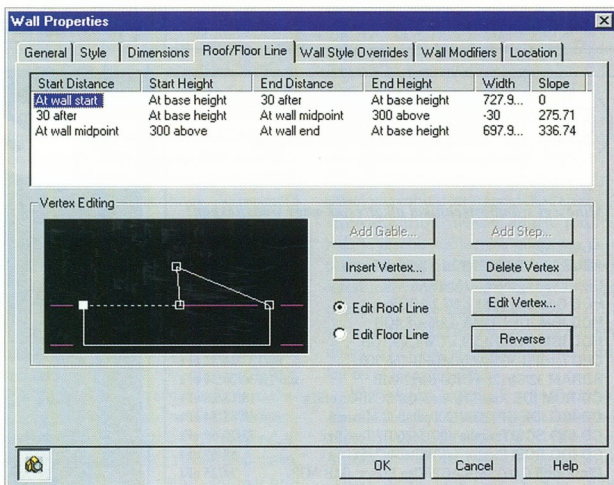 Wall Properties
General Style Dimensions Roof/Floor Line Wall Style Overrides Wall Modifiers Location
Start Distance Start Height End Distance End Height Width Slope
At wall start At base height 30 after At base height 727.9... 0
30 after At base height At wall midpoint 300 above -30 275.71
At wall midpoint 300 above At wall end At base height 697.9... 336.74
Vertex Editing
Add Gable... Add Step...
Insert Vertex... Delete Vertex
Edit Roof Line Edit Vertex...
Edit Floor Line Reverse
OK Cancel Help